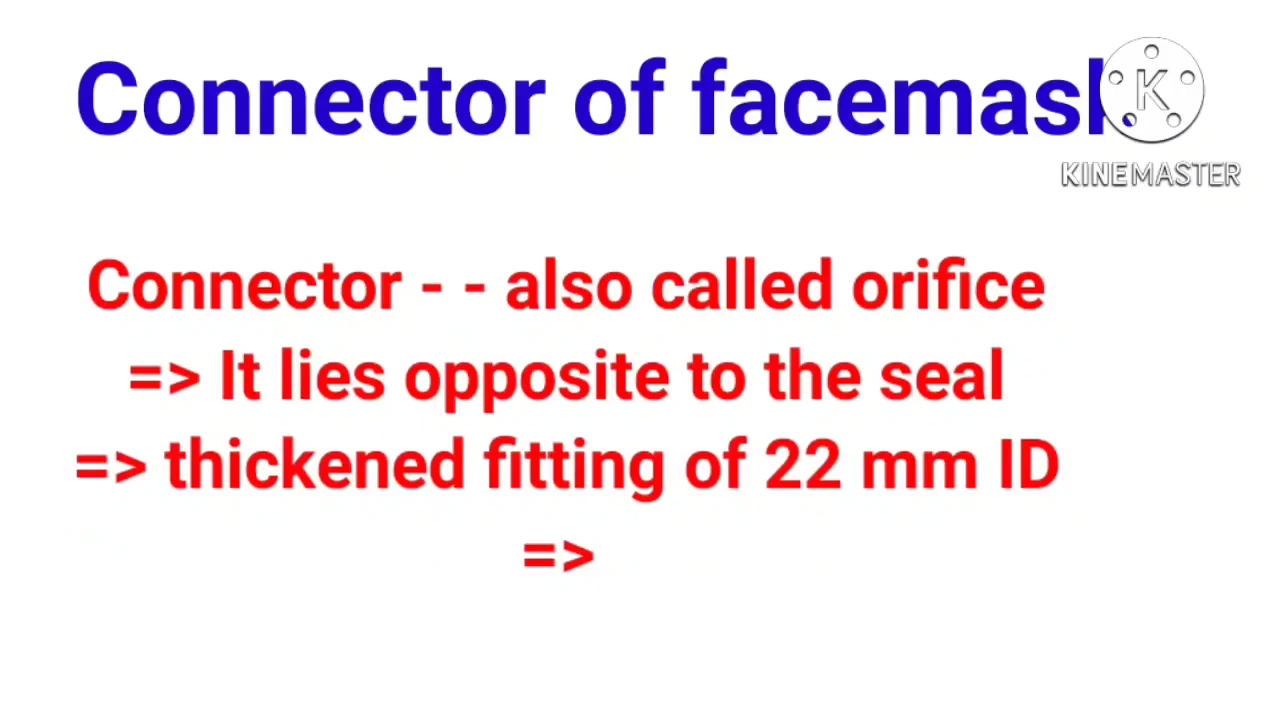 Connector of facemask
K
KINEMASTER
Connector - - also called orifice
=> It lies opposite to the seal
=> thickened fitting of 22 mm ID
=>